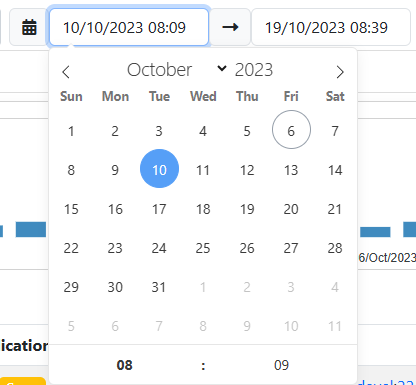 10/10/2023 08:09 → 19/10/2023 08:39
October 2023
Sun Mon Tue Wed Thu Fri Sat
1 2 3 4 5 6 7
8 9 10 11 12 13 14
15 16 17 18 19 20 21
22 23 24 25 26 27 28
6/Oct/2023
29 30 31 1 2 3 4
5 6 7 8 9 10 11
ication
08 : 09